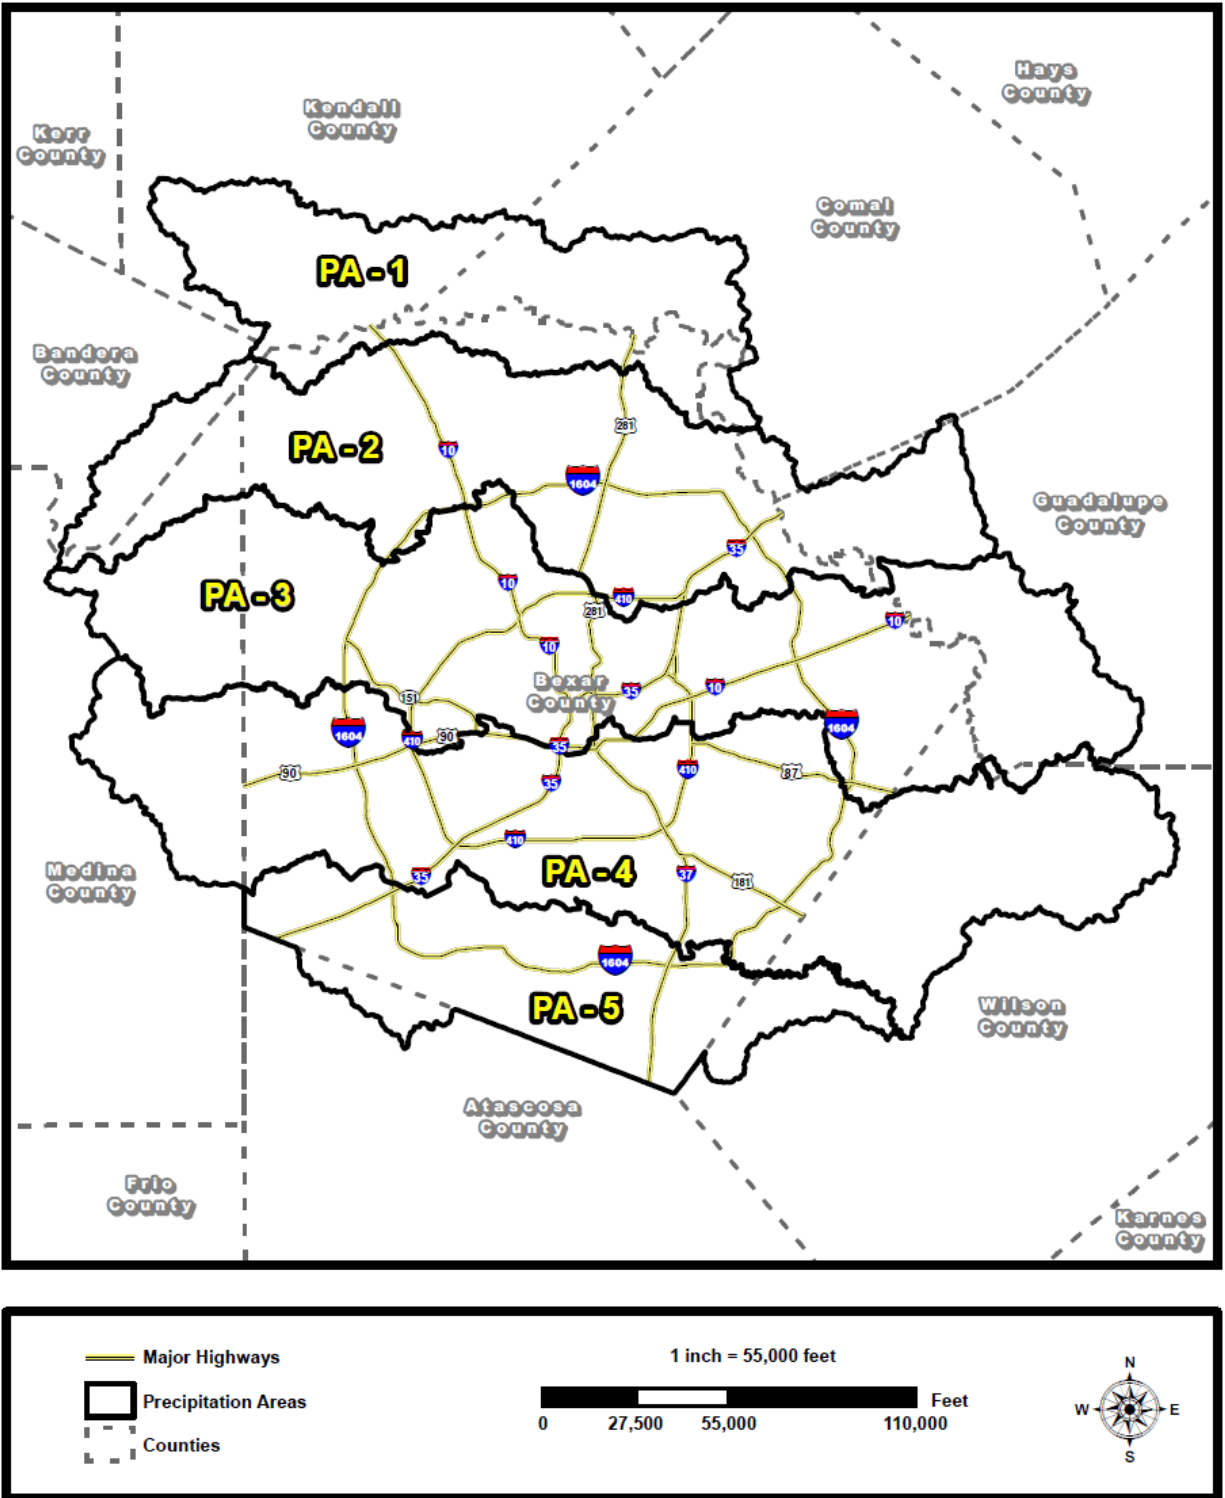 Hays
County
Kendall
County
Kerr
County
Comal
County
PA - 1
Bandera
County
281
PA - 2
10
1604
Guadalupe
County
35
PA - 3
10
410
281
10
10
Bexar
County
35
10
151
1604
1604
410
90
35
90
410
87
35
410
Medina
County
35
PA - 4
37
181
1604
PA - 5
Wilson
County
Atascosa
County
Frio
County
Karnes
County
Major Highways
Precipitation Areas
Counties
1 inch = 55,000 feet
Feet
0 27,500 55,000 110,000
N
W E
S